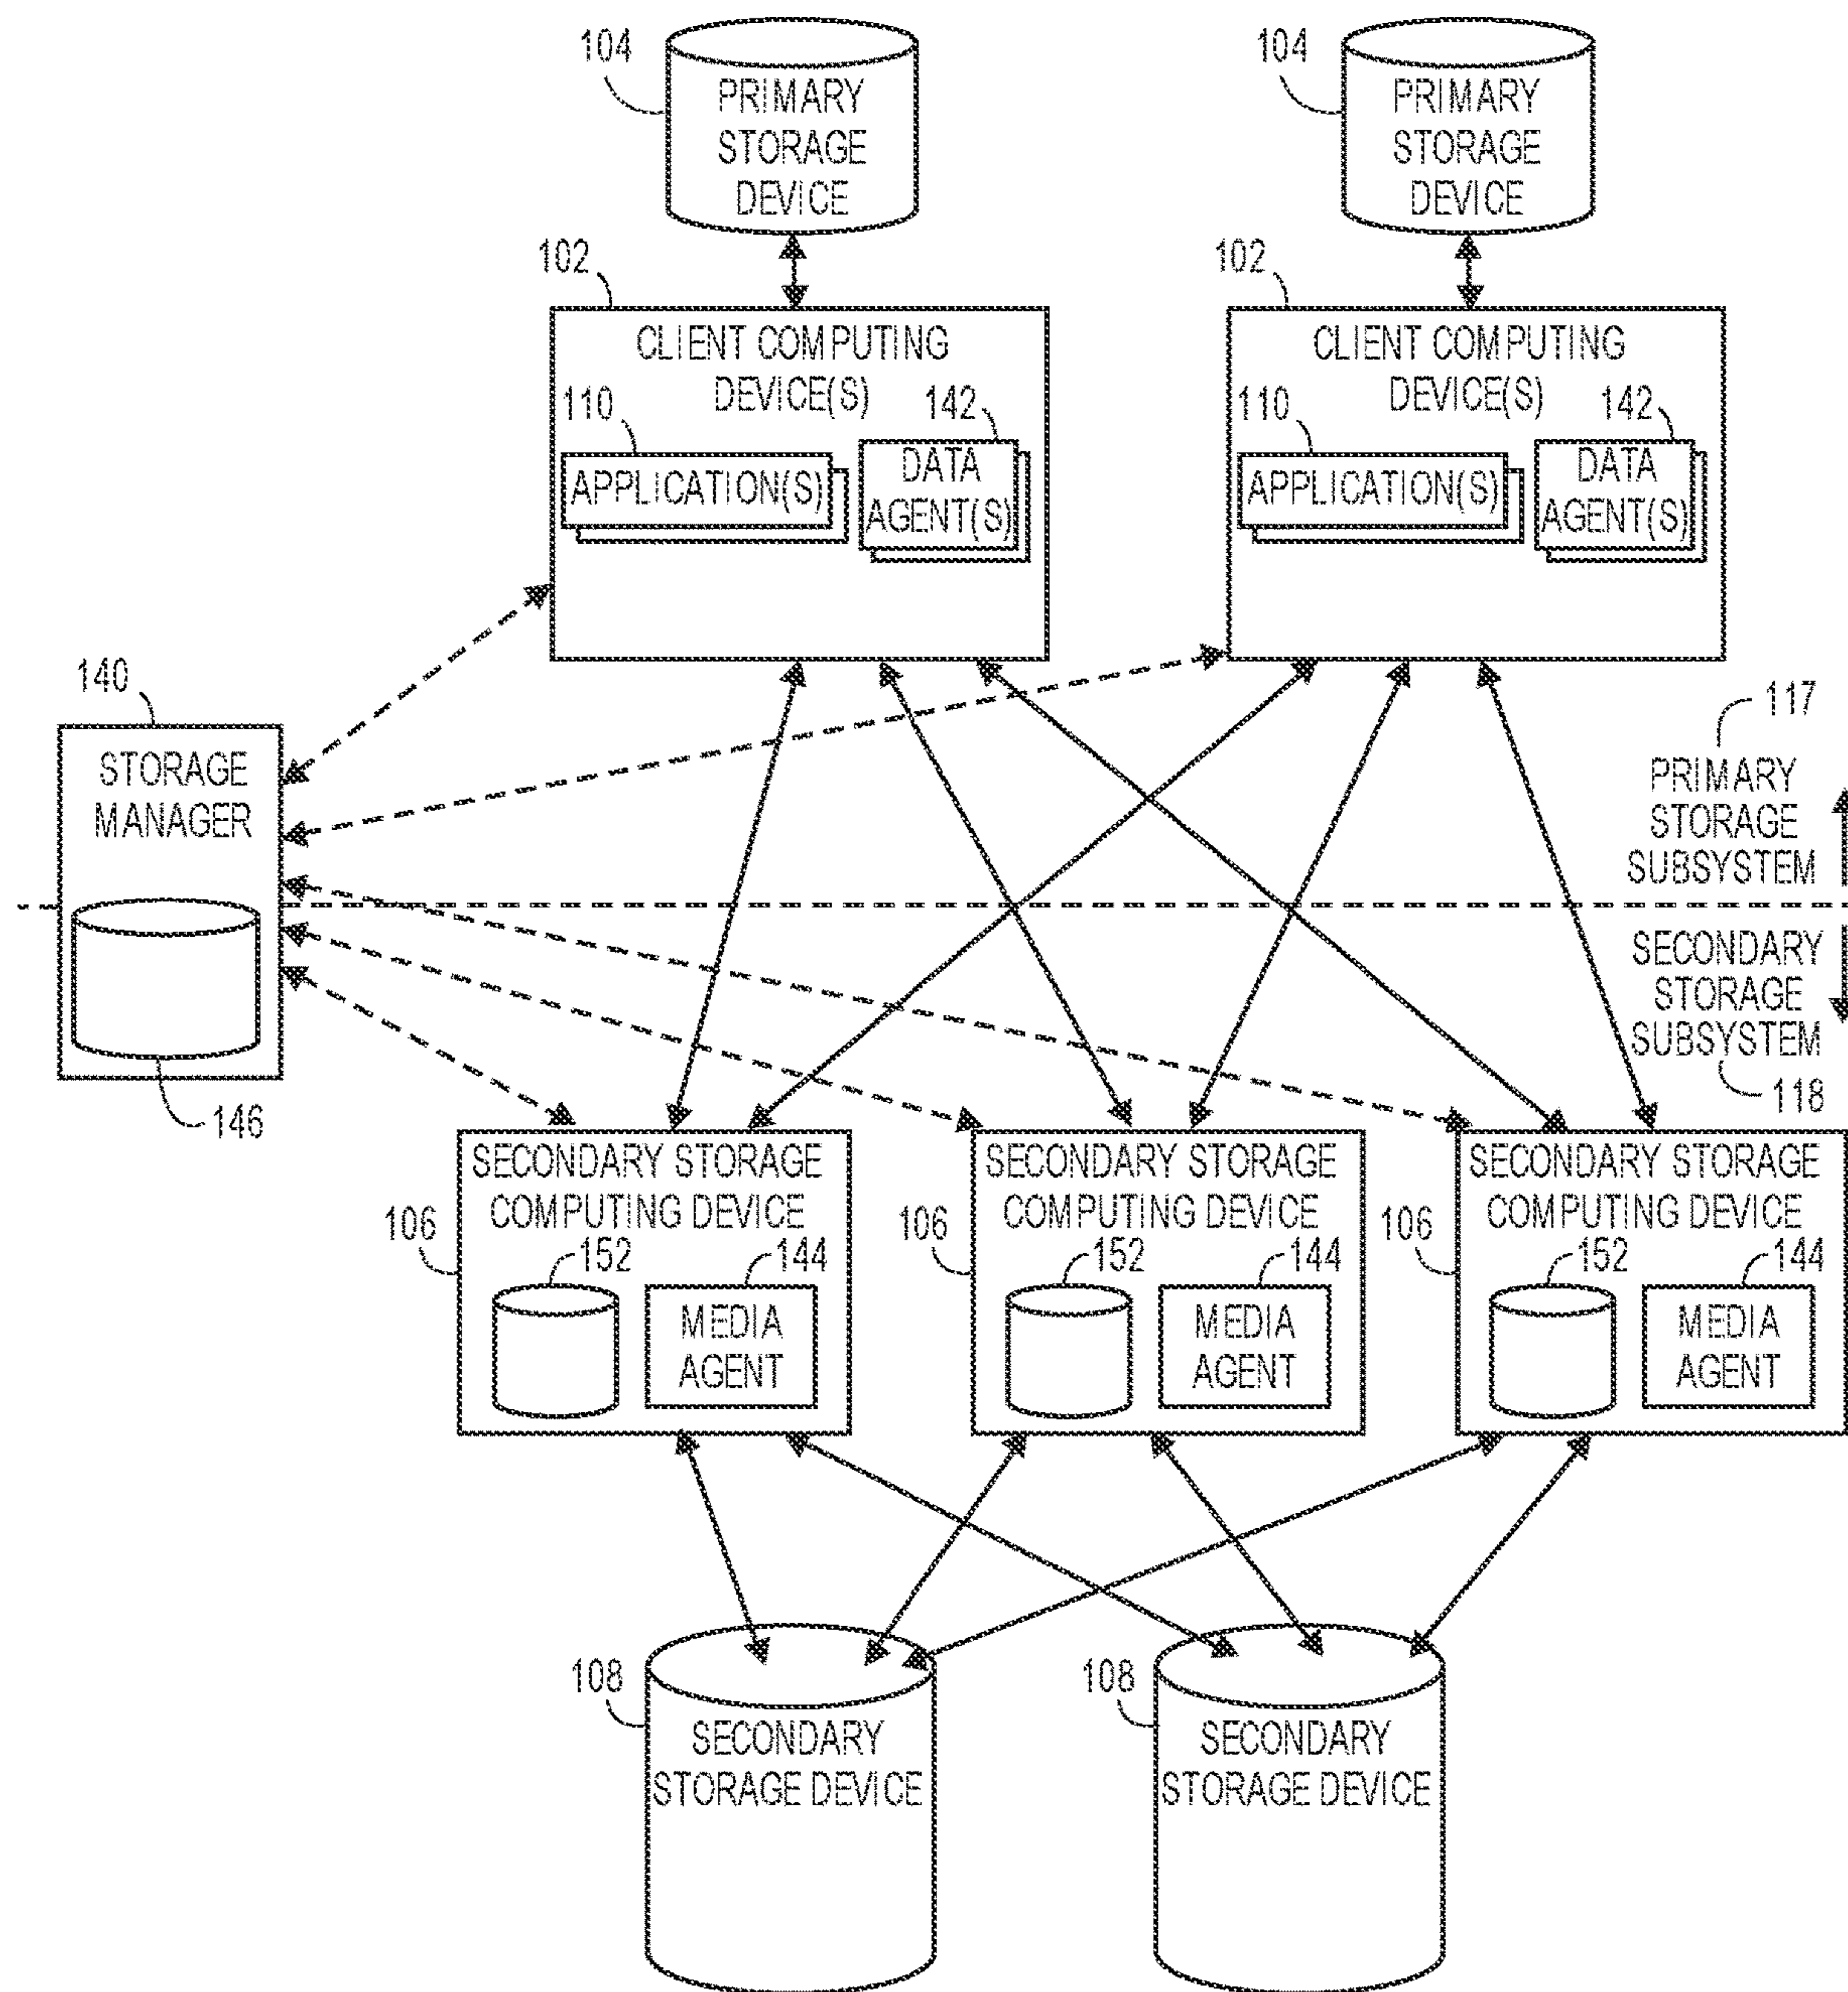 104
PRIMARY
STORAGE
DEVICE
104
PRIMARY
STORAGE
DEVICE
102
CLIENT COMPUTING
DEVICE(S)
110
142
APPLICATION(S)
DATA
AGENT(S)
102
CLIENT COMPUTING
DEVICE(S)
110
142
APPLICATION(S)
DATA
AGENT(S)
140
STORAGE
MANAGER
146
117
PRIMARY
STORAGE
SUBSYSTEM
SECONDARY
STORAGE
SUBSYSTEM
118
106
SECONDARY STORAGE
COMPUTING DEVICE
152
144
MEDIA
AGENT
106
SECONDARY STORAGE
COMPUTING DEVICE
152
144
MEDIA
AGENT
106
SECONDARY STORAGE
COMPUTING DEVICE
152
144
MEDIA
AGENT
108
SECONDARY
STORAGE DEVICE
108
SECONDARY
STORAGE DEVICE